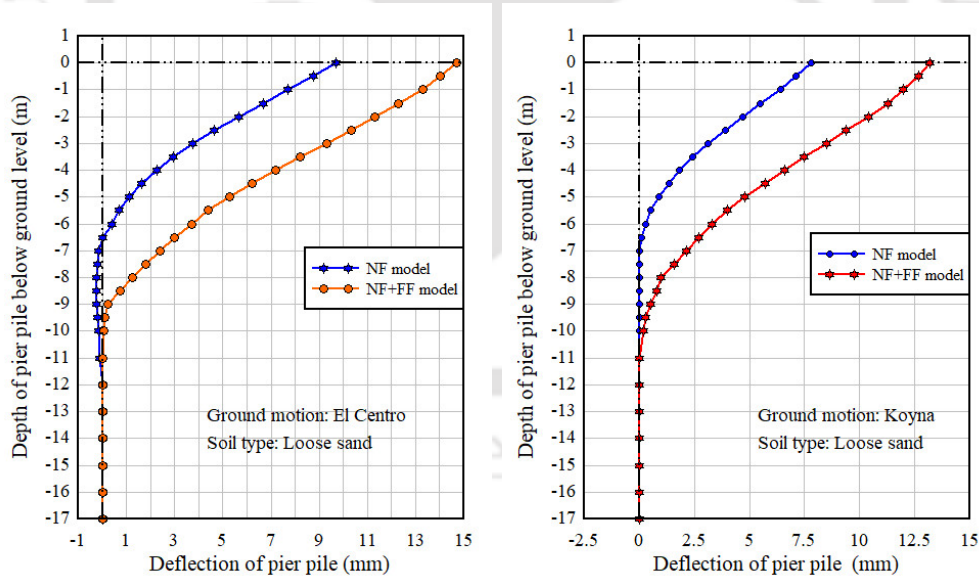 Depth of pier pile below ground level (m)
1
0
-1
-2
-3
-4
-5
-6
-7
-8
-9
-10
-11
-12
-13
-14
-15
-16
-17
NF model
NF+FF model
Ground motion: El Centro
Soil type: Loose sand
-1 1 3 5 7 9 11 13 15
Deflection of pier pile (mm)
Depth of pier pile below ground level (m)
1
0
-1
-2
-3
-4
-5
-6
-7
-8
-9
-10
-11
-12
-13
-14
-15
-16
-17
NF model
NF+FF model
Ground motion: Koyna
Soil type: Loose sand
-2.5 0 2.5 5 7.5 10 12.5 15
Deflection of pier pile (mm)